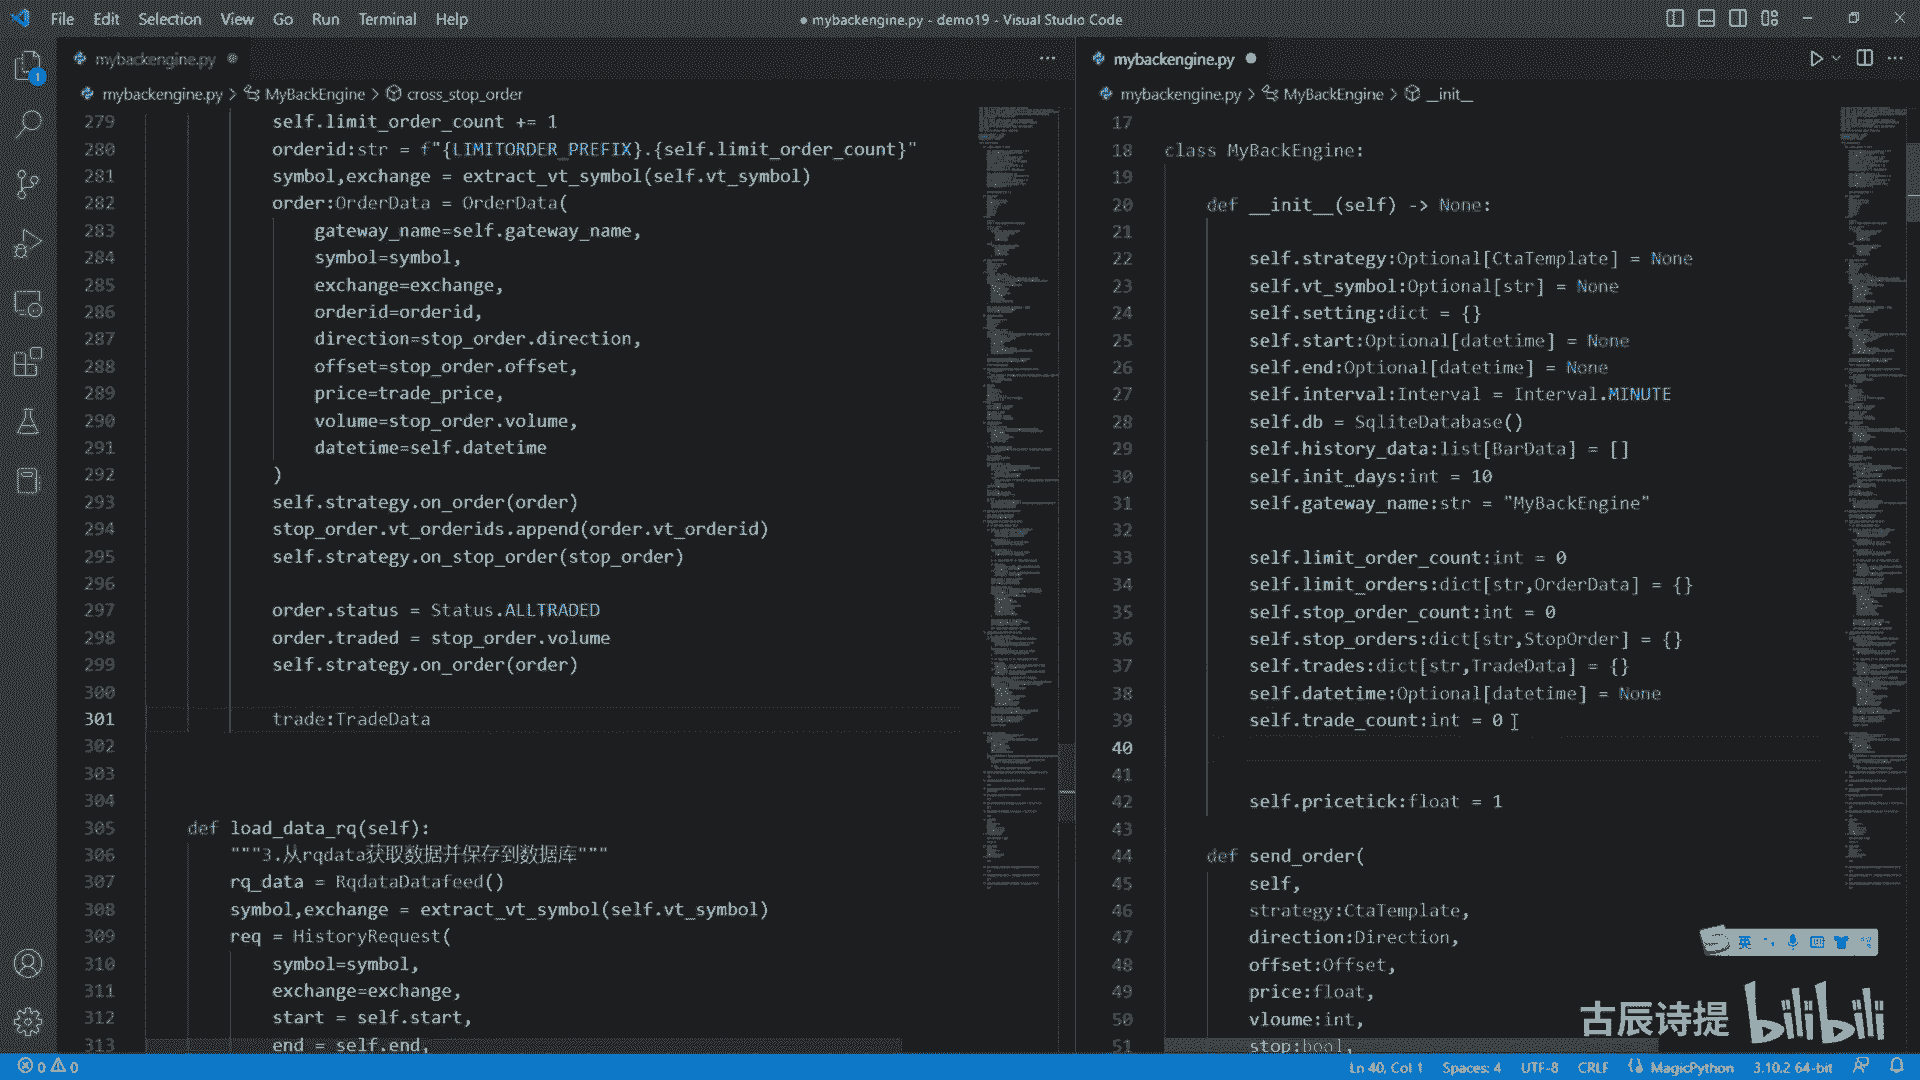 File Edit Selection View Go Run Terminal Help
● mybackengine.py - demo19 - Visual Studio Code
mybackengine.py
mybackengine.py > MyBackEngine > cross_stop_order
279 self.limit_order_count += 1
280 orderid:str = f"{LIMITORDER_PREFIX}.{self.limit_order_count}"
281 symbol,exchange = extract_vt_symbol(self.vt_symbol)
282 order:OrderData = OrderData(
283 gateway_name=self.gateway_name,
284 symbol=symbol,
285 exchange=exchange,
286 orderid=orderid,
287 direction=stop_order.direction,
288 offset=stop_order.offset,
289 price=trade_price,
290 volume=stop_order.volume,
291 datetime=self.datetime
292 )
293 self.strategy.on_order(order)
294 stop_order.vt_orderids.append(order.vt_orderid)
295 self.strategy.on_stop_order(stop_order)
296
297 order.status = Status.ALLTRADED
298 order.traded = stop_order.volume
299 self.strategy.on_order(order)
300
301 trade:TradeData
302
303
304
305 def load_data_rq(self):
306 """3.从rqdata获取数据并保存到数据库"""
307 rq_data = RqdataDatafeed()
308 symbol,exchange = extract_vt_symbol(self.vt_symbol)
309 req = HistoryRequest(
310 symbol=symbol,
311 exchange=exchange,
312 start = self.start,
313 end = self.end,
mybackengine.py
mybackengine.py > MyBackEngine > __init__
17
18 class MyBackEngine:
19
20 def __init__(self) -> None:
21
22 self.strategy:Optional[CtaTemplate] = None
23 self.vt_symbol:Optional[str] = None
24 self.setting:dict = {}
25 self.start:Optional[datetime] = None
26 self.end:Optional[datetime] = None
27 self.interval:Interval = Interval.MINUTE
28 self.db = SqliteDatabase()
29 self.history_data:list[BarData] = []
30 self.init_days:int = 10
31 self.gateway_name:str = "MyBackEngine"
32
33 self.limit_order_count:int = 0
34 self.limit_orders:dict[str,OrderData] = {}
35 self.stop_order_count:int = 0
36 self.stop_orders:dict[str,StopOrder] = {}
37 self.trades:dict[str,TradeData] = {}
38 self.datetime:Optional[datetime] = None
39 self.trade_count:int = 0
40
41
42 self.pricetick:float = 1
43
44 def send_order(
45 self,
46 strategy:CtaTemplate,
47 direction:Direction,
48 offset:Offset,
49 price:float,
50 vloume:int,
51 stop:bool,
英
古辰诗提 bilibili
1
0 0
Ln 40, Col 1 Spaces: 4 UTF-8 CRLF MagicPython 3.10.2 64-bit